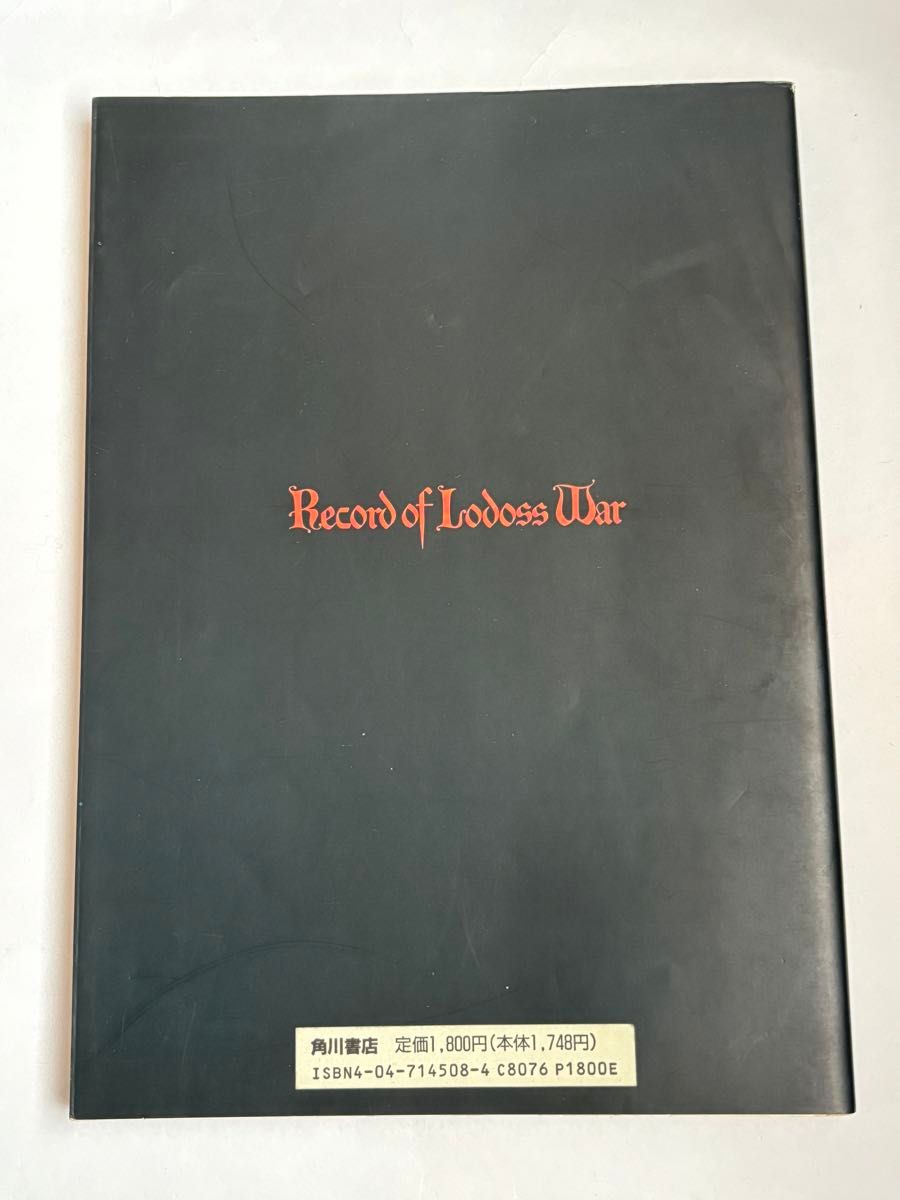 Record of Lodoss War
角川書店 定価1,800円(本体1,748円)
ISBN4-04-714508-4 C8076 P1800E